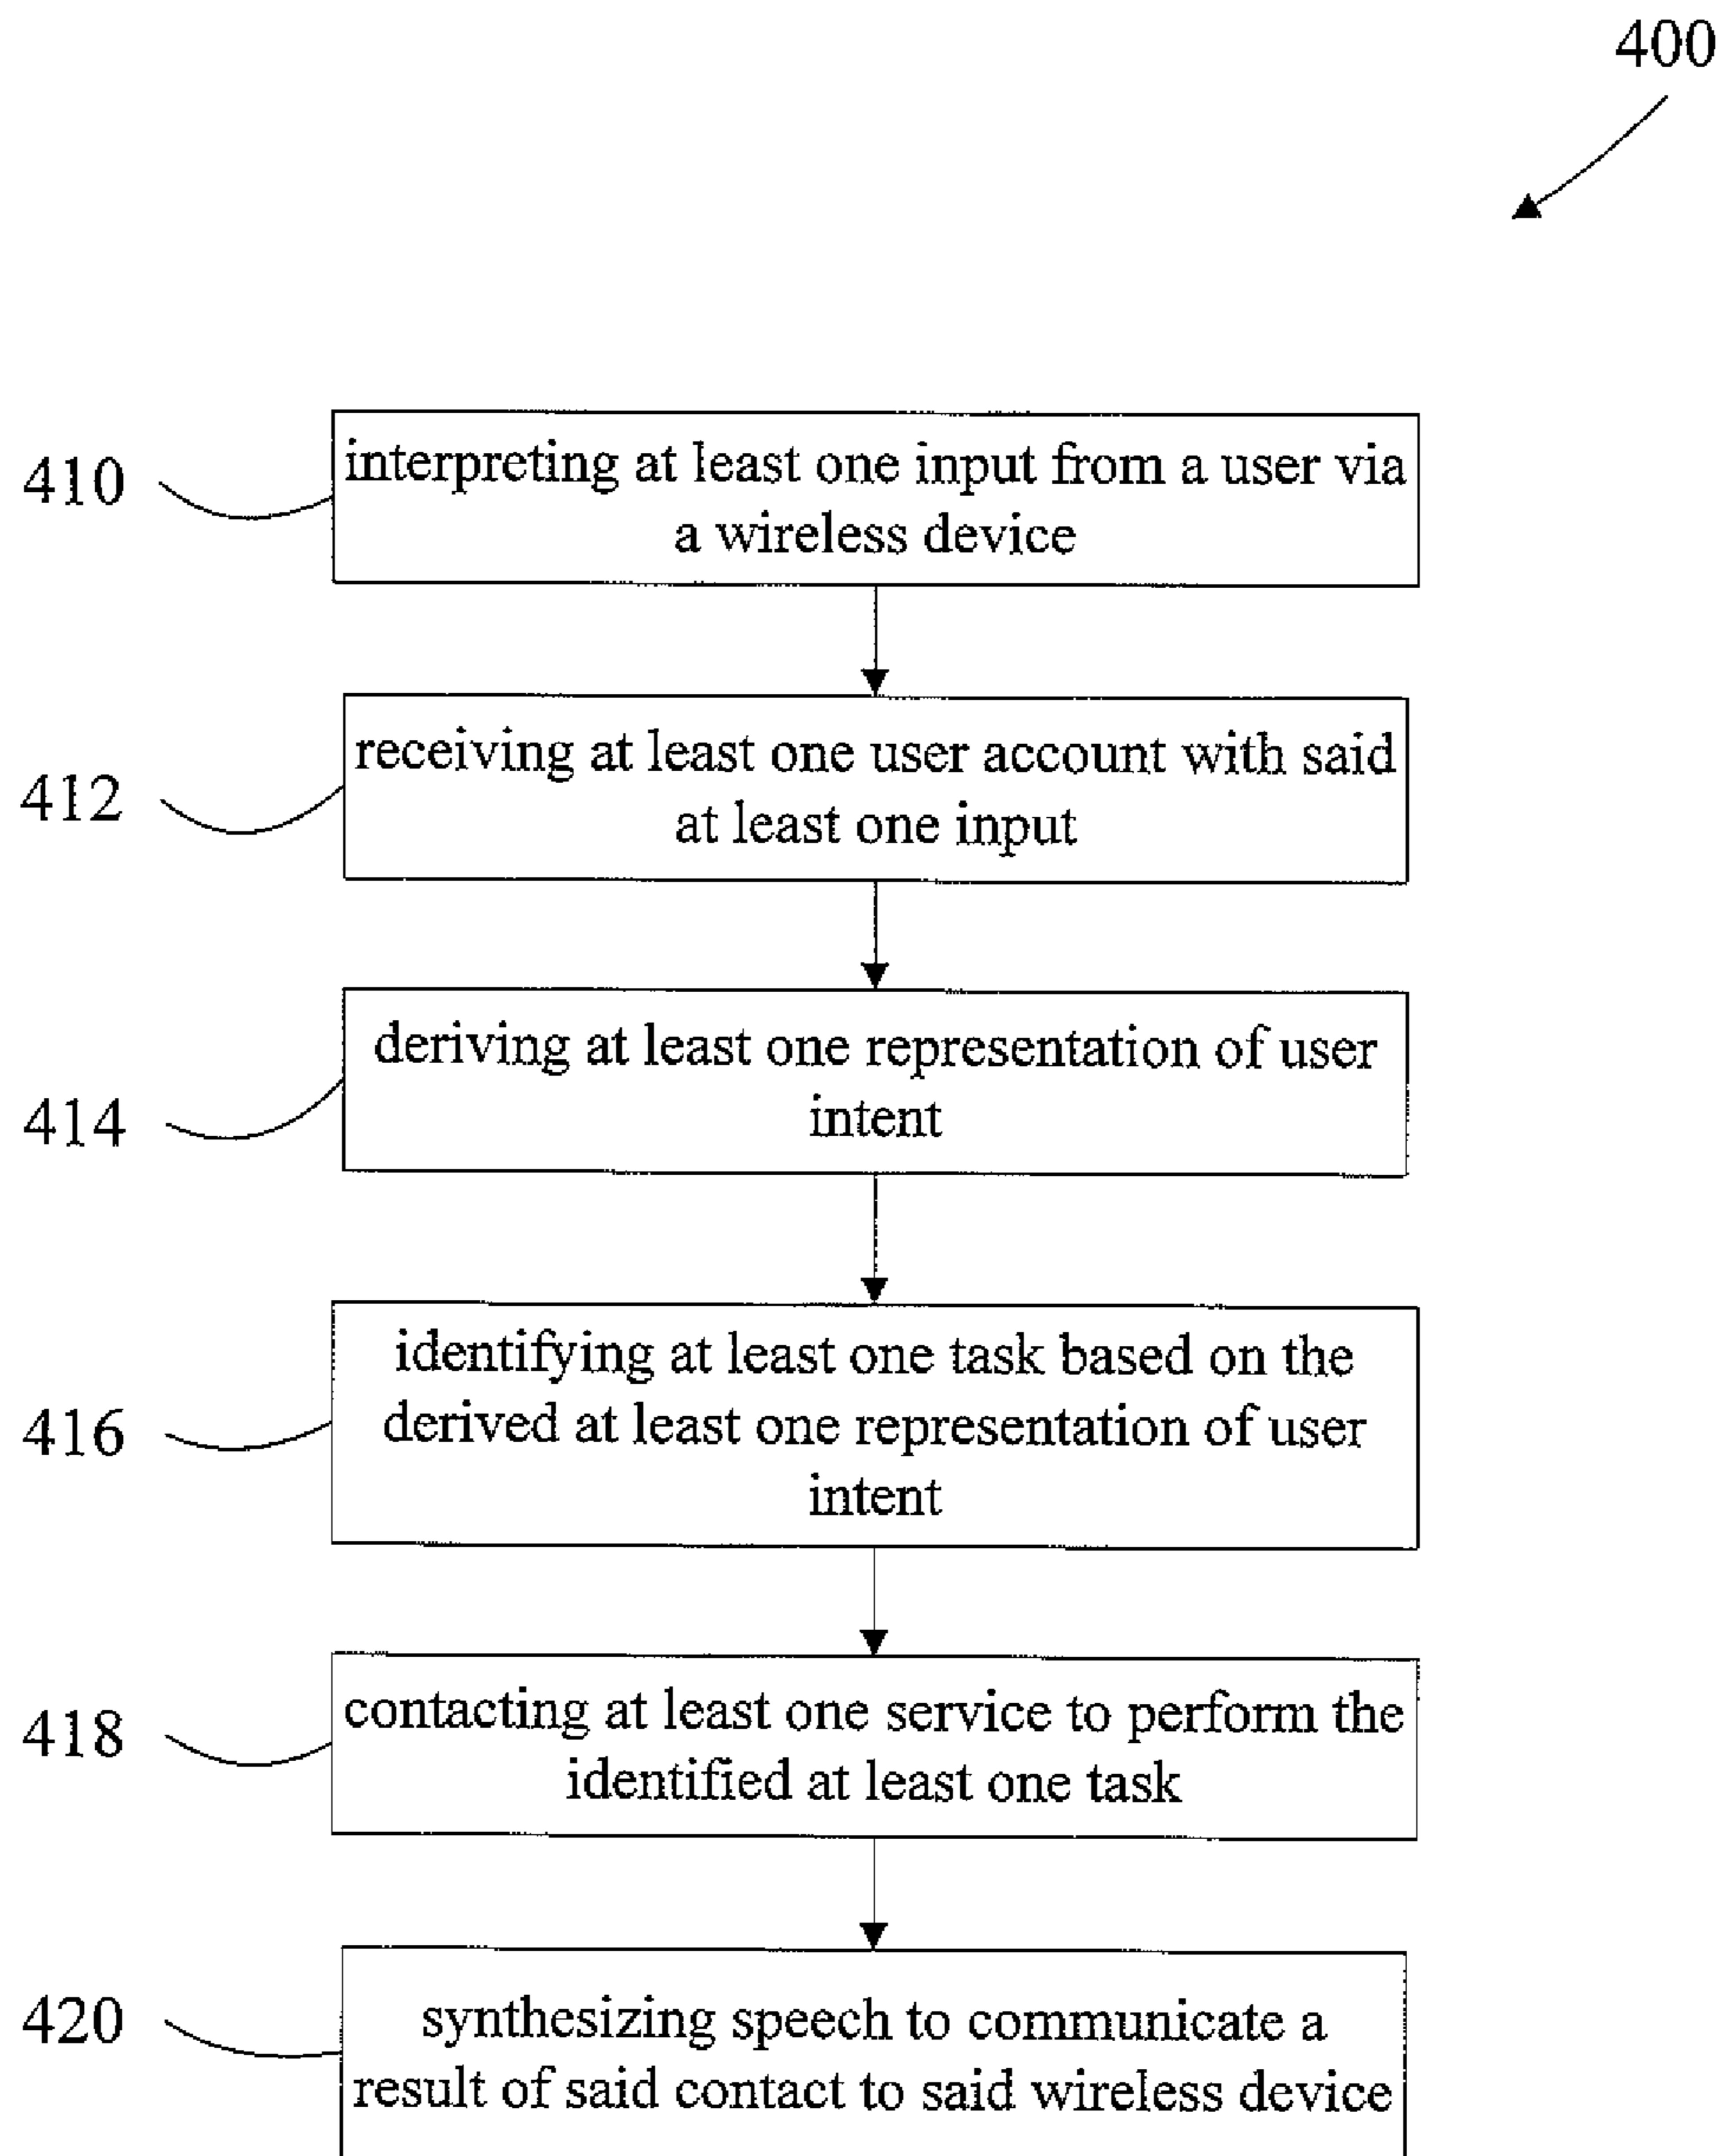 400
410
interpreting at least one input from a user via
a wireless device
412
receiving at least one user account with said
at least one input
414
deriving at least one representation of user
intent
416
identifying at least one task based on the
derived at least one representation of user
intent
418
contacting at least one service to perform the
identified at least one task
420
synthesizing speech to communicate a
result of said contact to said wireless device